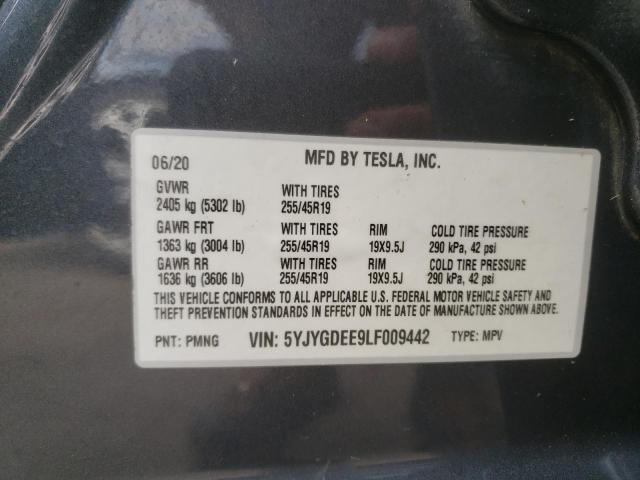 06/20 MFD BY TESLA, INC.
GVWR WITH TIRES
2405 kg (5302 lb) 255/45R19
GAWR FRT WITH TIRES RIM COLD TIRE PRESSURE
1363 kg (3004 lb) 255/45R19 19X9.5J 290 kPa, 42 psi
GAWR RR WITH TIRES RIM COLD TIRE PRESSURE
1636 kg (3606 lb) 255/45R19 19X9.5J 290 kPa, 42 psi
THIS VEHICLE CONFORMS TO ALL APPLICABLE U.S. FEDERAL MOTOR VEHICLE SAFETY AND
THEFT PREVENTION STANDARDS IN EFFECT ON THE DATE OF MANUFACTURE SHOWN ABOVE.
PNT: PMNG VIN: 5YJYGDEE9LF009442 TYPE: MPV